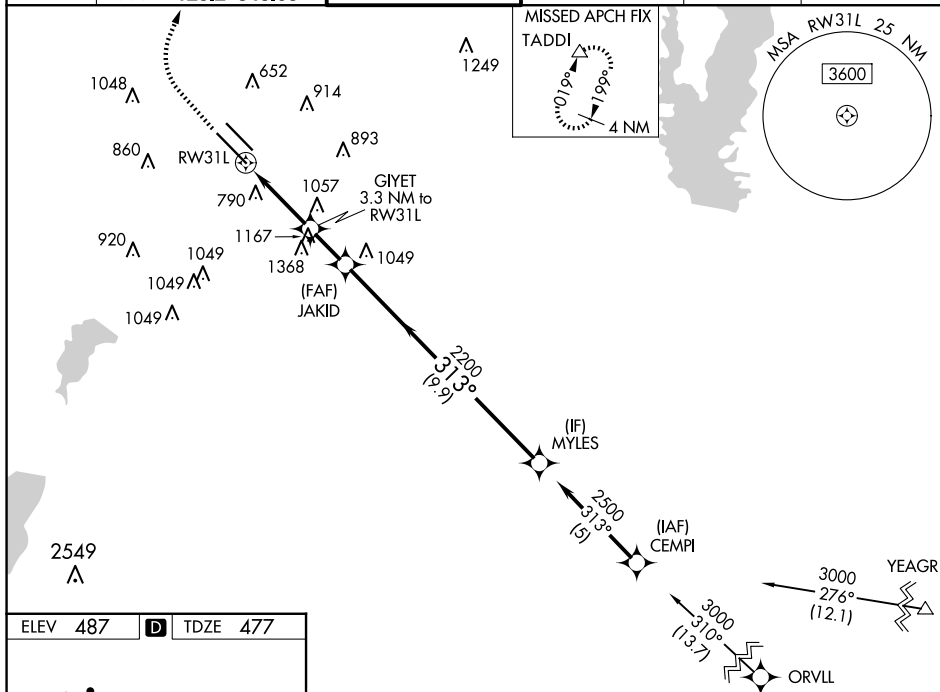 MISSED APCH FIX
TADDI
019°
199°
4 NM
MSA RW31L 25 NM
3600
1249
1048
652
914
860
RW31L
893
790
1057
GIYET
3.3 NM to
RW31L
920
1167
1049
1368
1049
1049
(FAF)
JAKID
1049
2200
313°
(9.9)
(IF)
MYLES
2500
313°
(5)
(IAF)
CEMPI
2549
3000
276°
(12.1)
YEAGR
3000
310°
(13.7)
ORVLL
ELEV 487 D TDZE 477